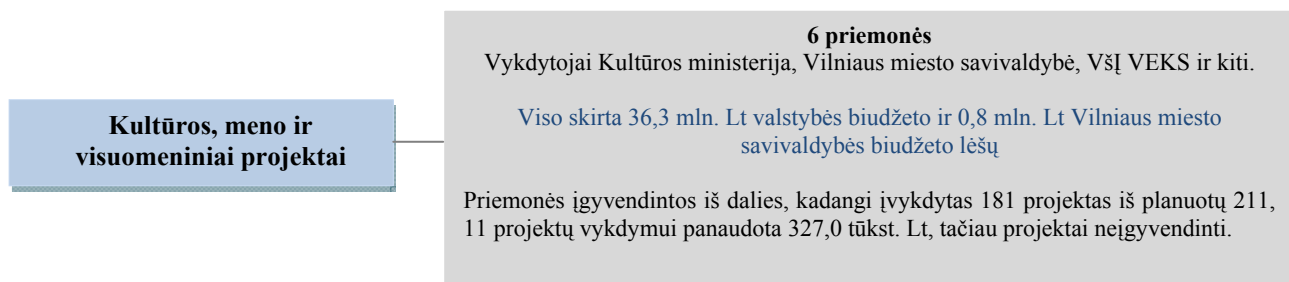 Kultūros, meno ir
visuomeniniai projektai
6 priemonės
Vykdytojai Kultūros ministerija, Vilniaus miesto savivaldybė, VšĮ VEKS ir kiti.
Viso skirta 36,3 mln. Lt valstybės biudžeto ir 0,8 mln. Lt Vilniaus miesto
savivaldybės biudžeto lėšų
Priemonės įgyvendintos iš dalies, kadangi įvykdytas 181 projektas iš planuotų 211,
11 projektų vykdymui panaudota 327,0 tūkst. Lt, tačiau projektai neįgyvendinti.